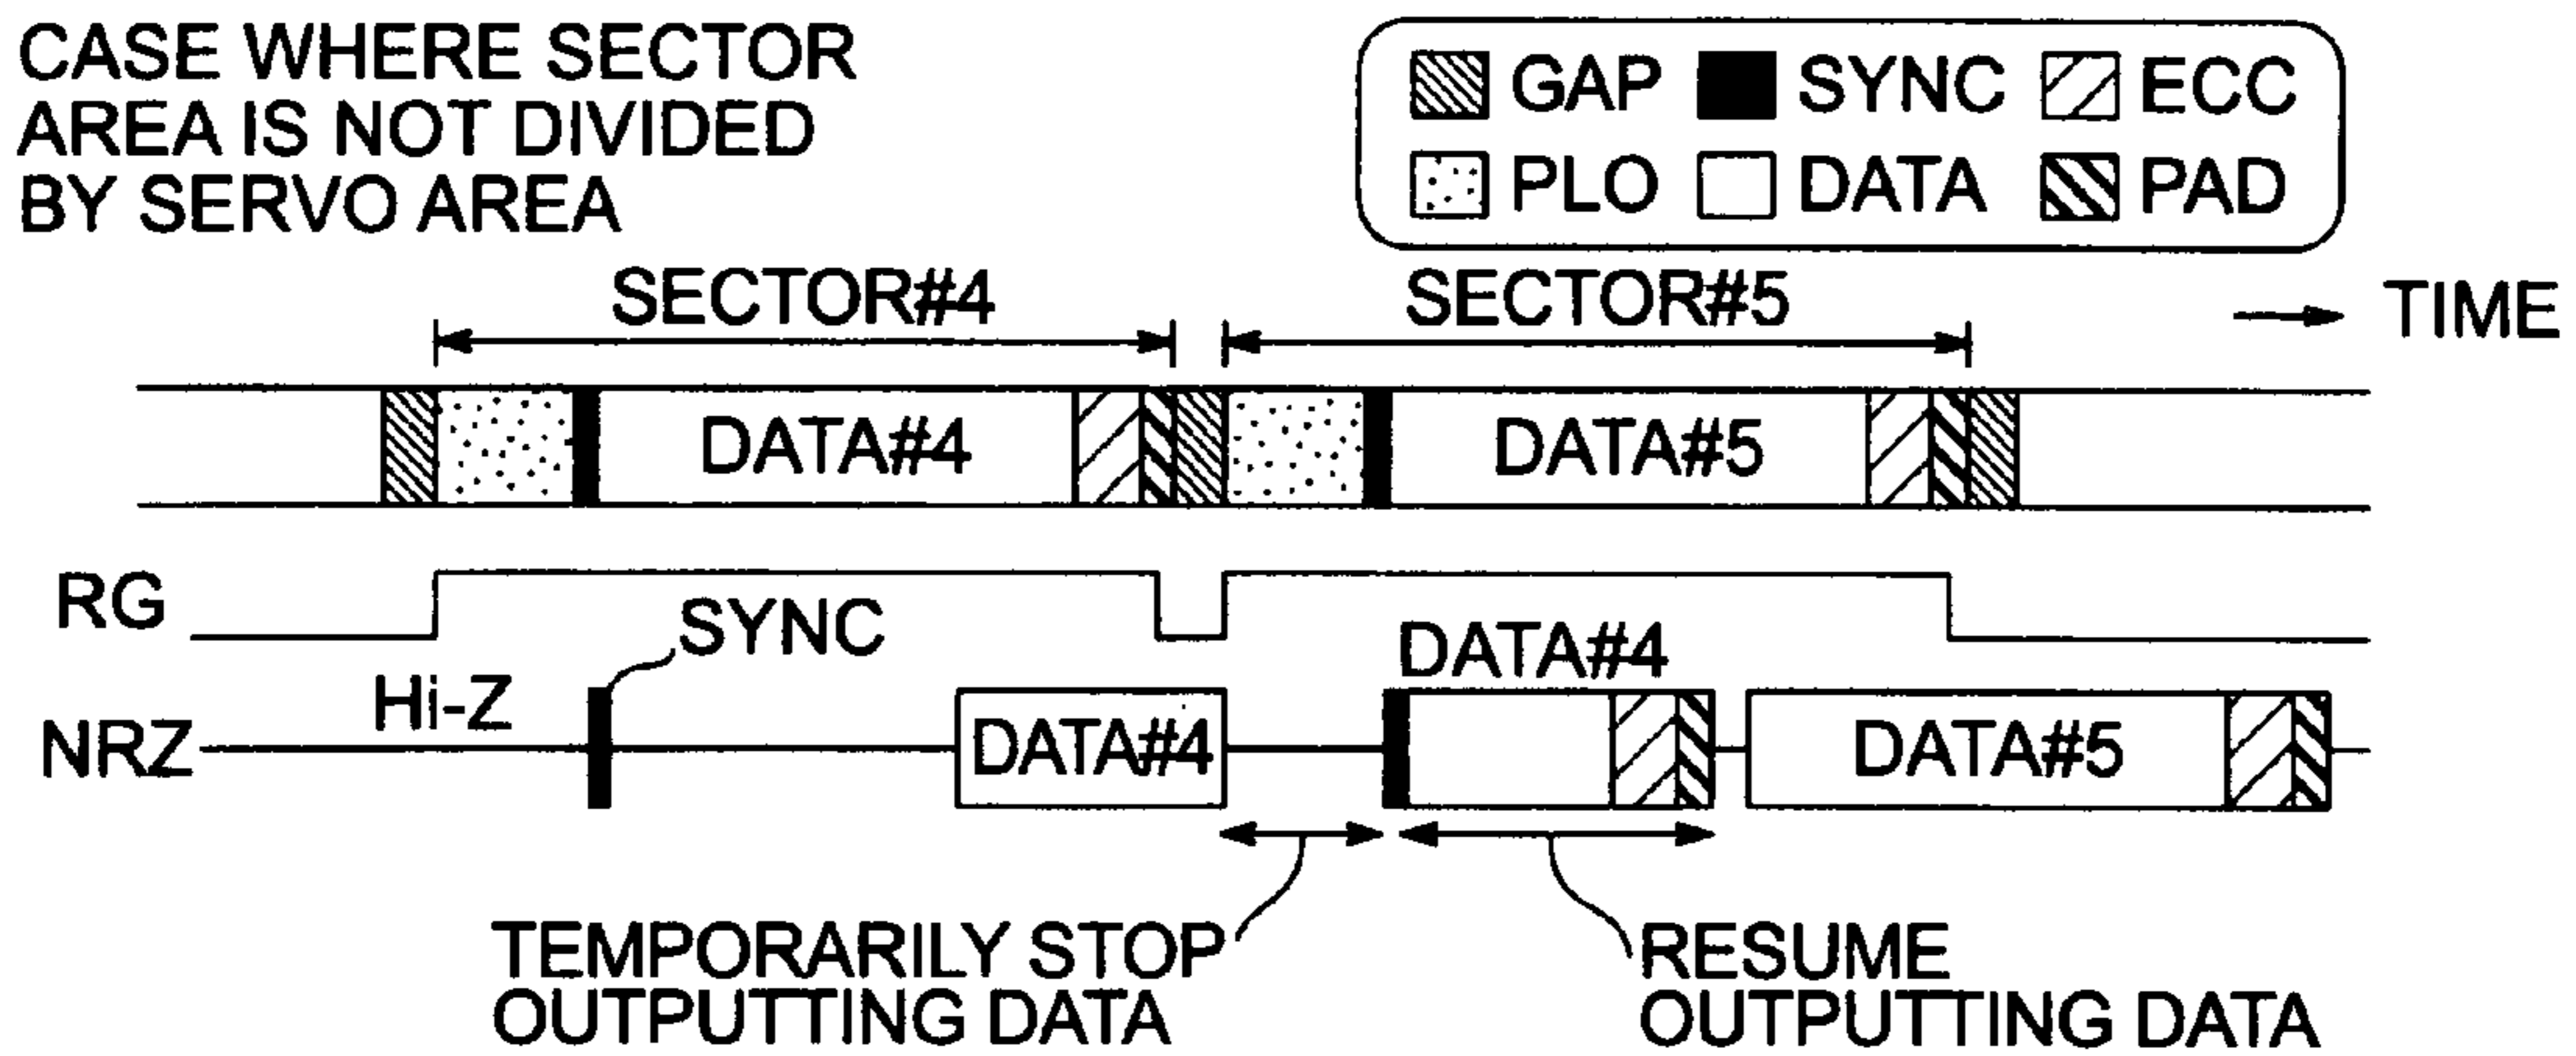 CASE WHERE SECTOR
AREA IS NOT DIVIDED
BY SERVO AREA
GAP SYNC ECC
PLO DATA PAD
SECTOR#4 SECTOR#5 TIME
DATA#4 DATA#5
RG
SYNC
DATA#4
Hi-Z
NRZ
DATA#4 DATA#5
TEMPORARILY STOP
OUTPUTTING DATA
RESUME
OUTPUTTING DATA